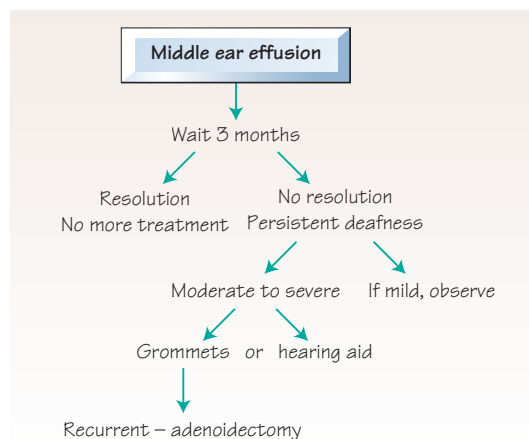 Middle ear effusion
Wait 3 months
Resolution
No more treatment
No resolution
Persistent deafness
Moderate to severe
If mild, observe
Grommets or hearing aid
Recurrent – adenoidectomy